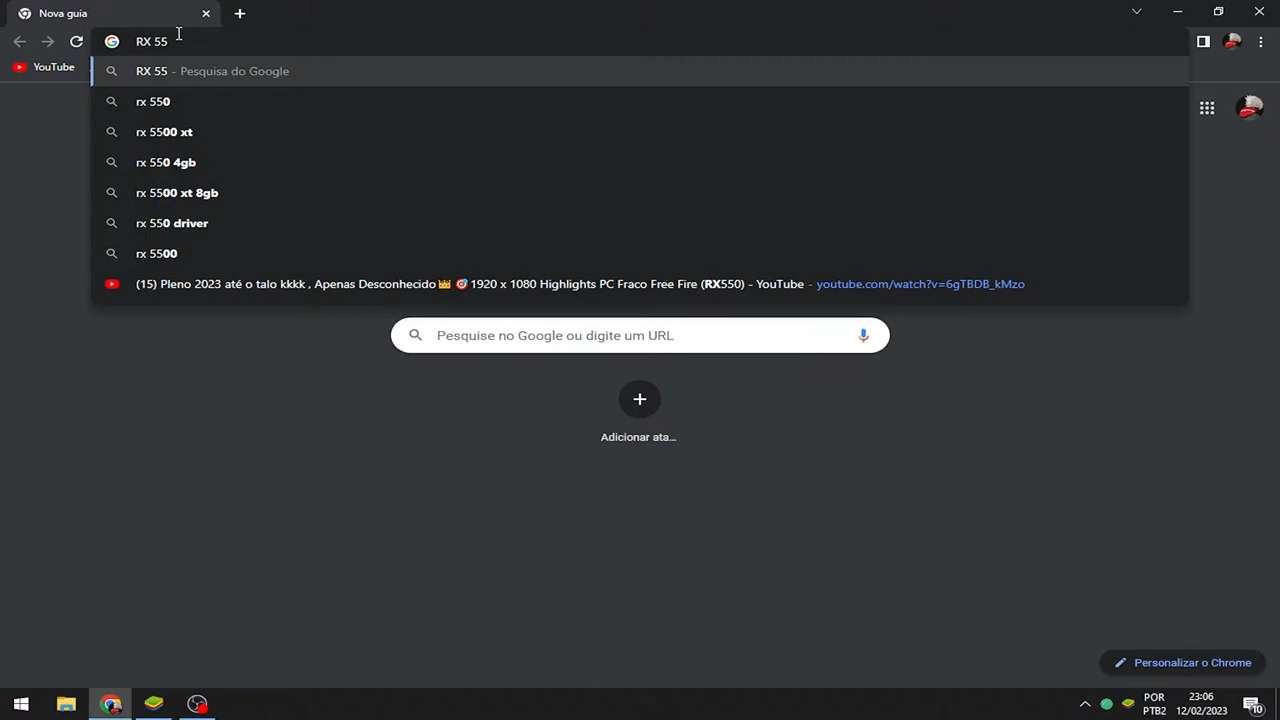 Nova guia
RX 55
YouTube
RX 55 - Pesquisa do Google
rx 550
rx 5500 xt
rx 550 4gb
rx 5500 xt 8gb
rx 550 driver
rx 5500
(15) Pleno 2023 até o talo kkkk , Apenas Desconhecido👑 🎯1920 x 1080 Highlights PC Fraco Free Fire (RX550) - YouTube - youtube.com/watch?v=6gTBDB_kMzo
Pesquise no Google ou digite um URL
Adicionar ata...
Personalizar o Chrome
POR 23:06
PTB2 12/02/2023 10